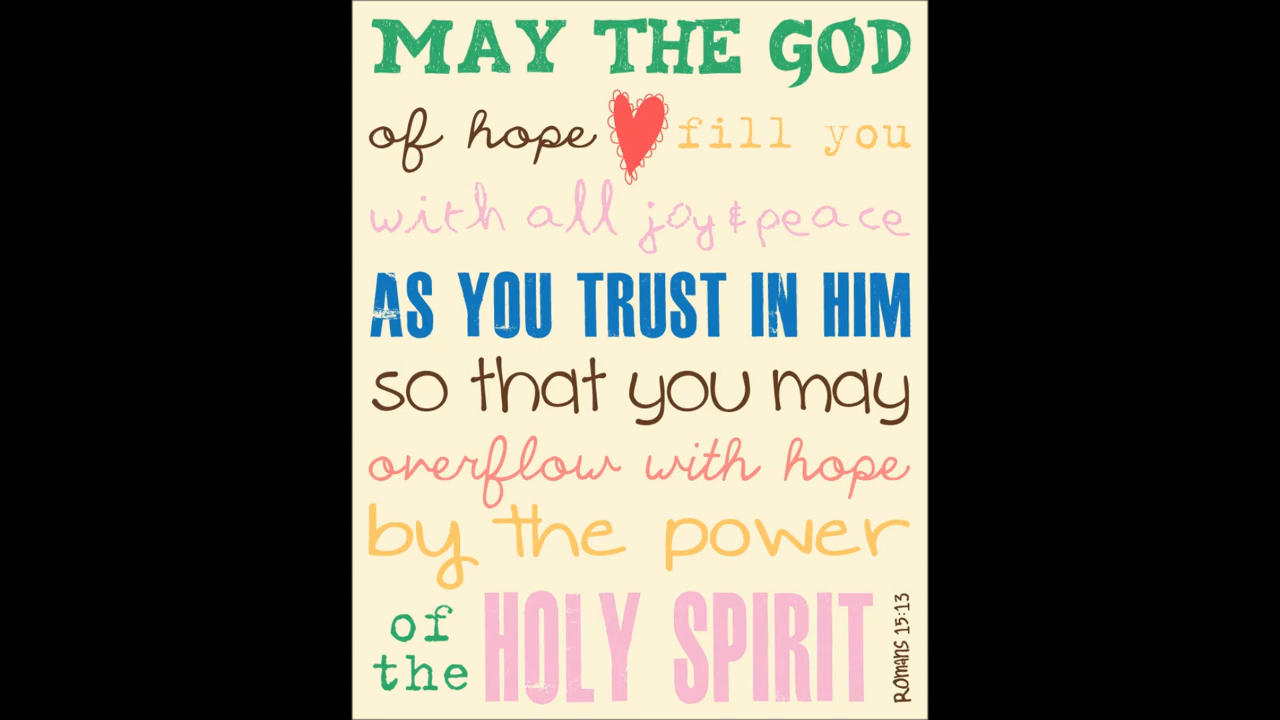 MAY THE GOD
of hope fill you
with all joy & peace
AS YOU TRUST IN HIM
so that you may
overflow with hope
by the power
of the HOLY SPIRIT
ROMANS 15:13